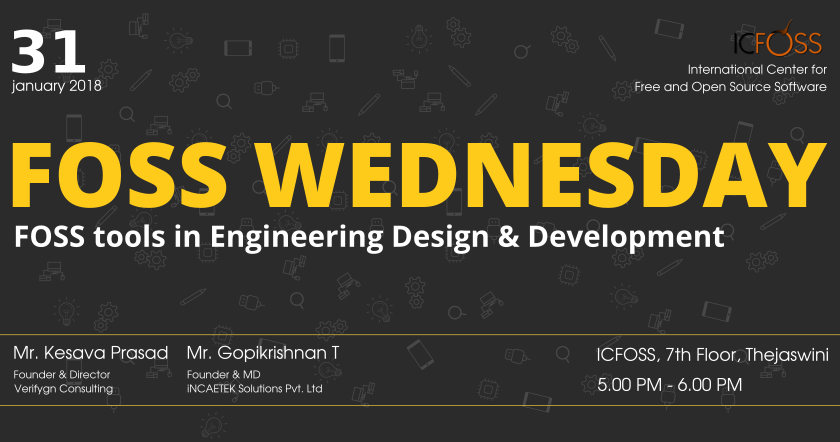 31
january 2018
ICFOSS
International Center for
Free and Open Source Software
FOSS WEDNESDAY
FOSS tools in Engineering Design & Development
Mr. Kesava Prasad
Founder & Director
Verifygn Consulting
Mr. Gopikrishnan T
Founder & MD
iNCAETEK Solutions Pvt. Ltd
ICFOSS, 7th Floor, Thejaswini
5.00 PM - 6.00 PM